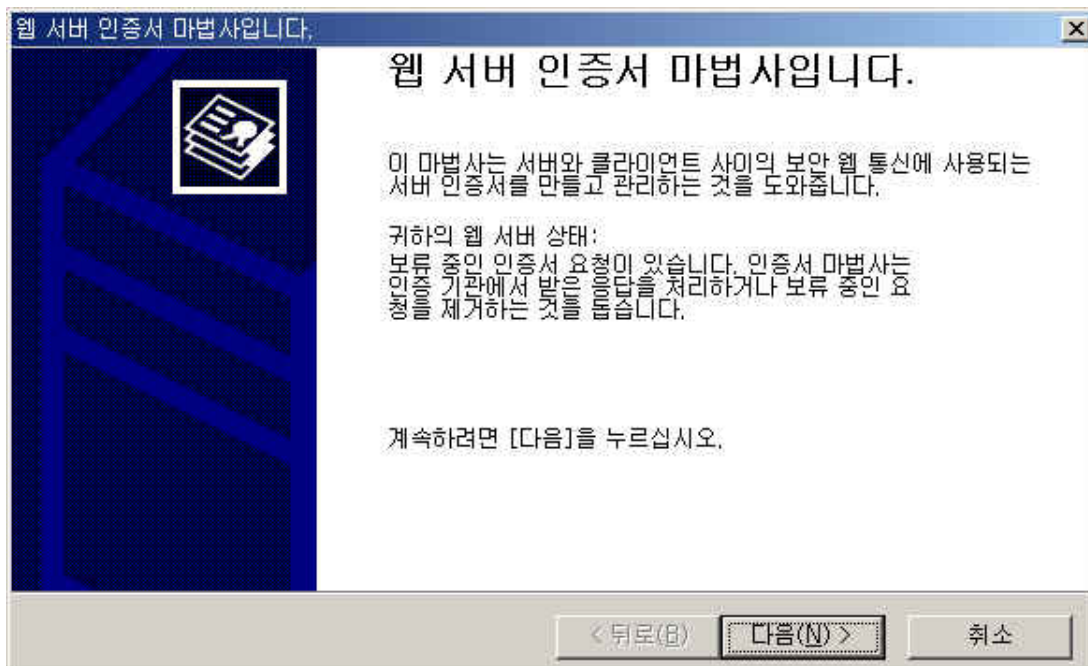 웹 서버 인증서 마법사입니다.
웹 서버 인증서 마법사입니다.
이 마법사는 서버와 클라이언트 사이의 보안 웹 통신에 사용되는
서버 인증서를 만들고 관리하는 것을 도와줍니다.
귀하의 웹 서버 상태:
보류 중인 인증서 요청이 있습니다. 인증서 마법사는
인증 기관에서 받은 응답을 처리하거나 보류 중인 요
청을 제거하는 것을 돕습니다.
계속하려면 [다음]을 누르십시오.
< 뒤로(B) 다음(N) > 취소